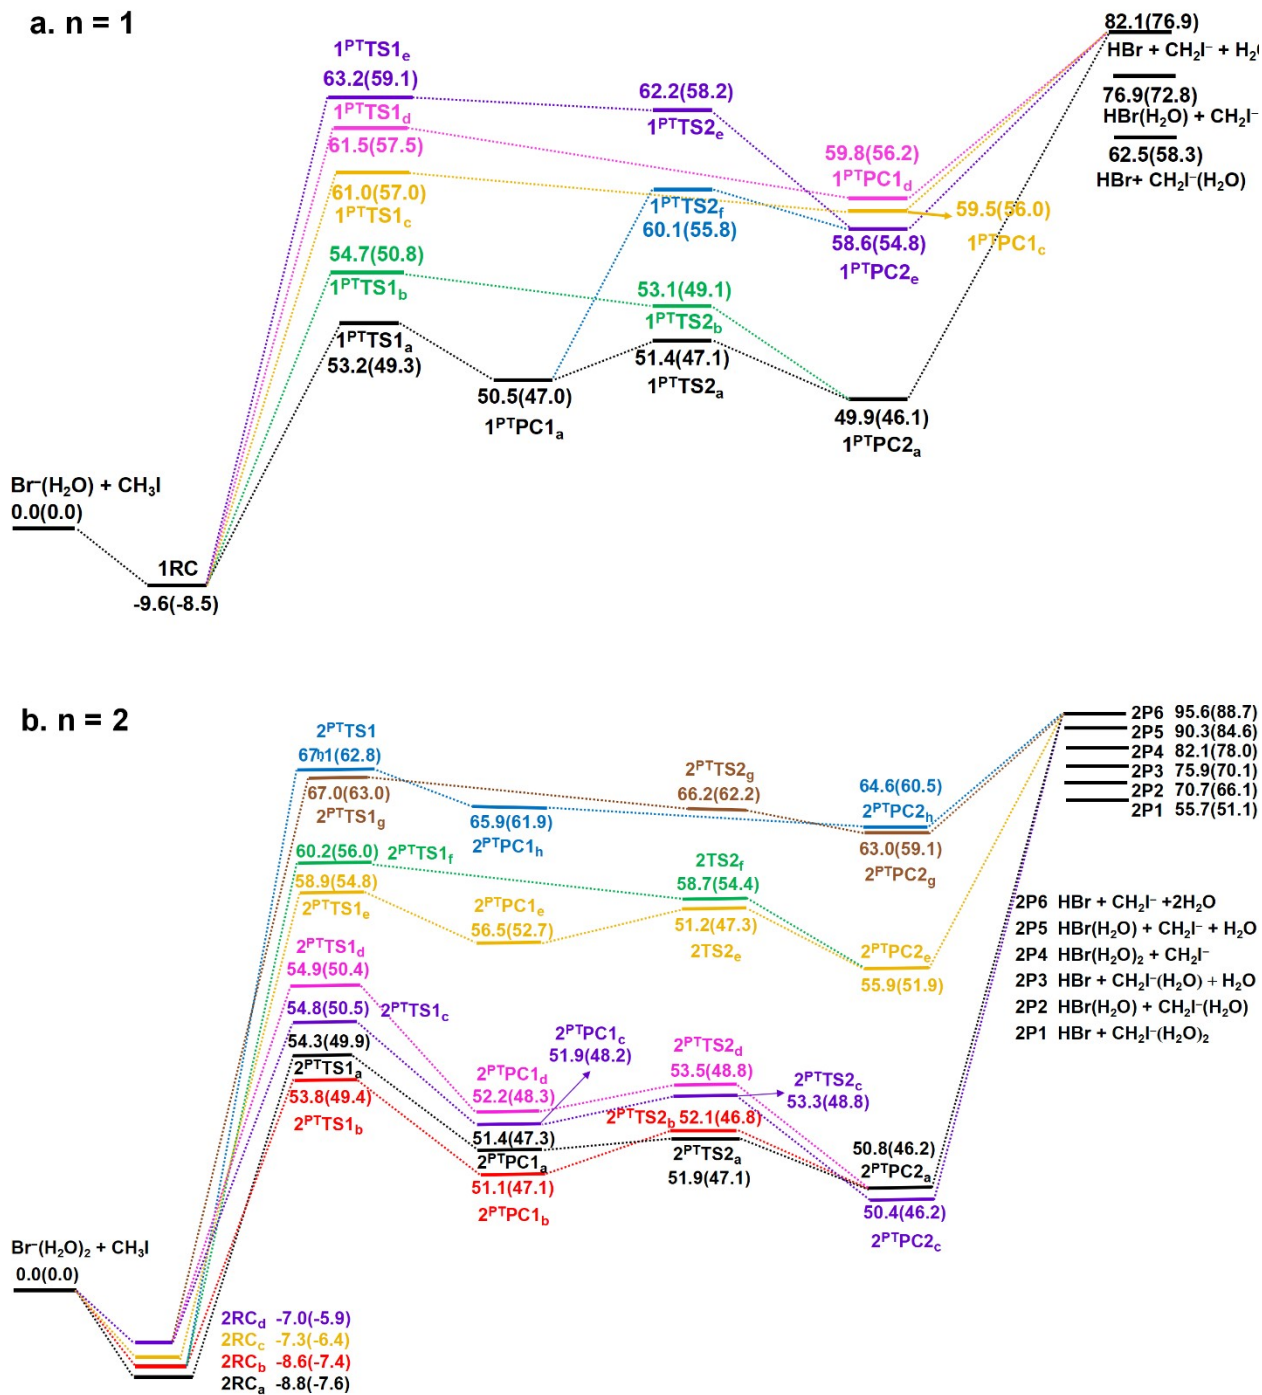 a. n = 1
82.1(76.9)
HBr + CH₂I⁻ + H₂
76.9(72.8)
HBr(H₂O) + CH₂I⁻
62.5(58.3)
HBr+ CH₂I⁻(H₂O)
1ᴾᵀTS1ₑ
63.2(59.1)
62.2(58.2)
1ᴾᵀTS2ₑ
1ᴾᵀTS1d
61.5(57.5)
59.8(56.2)
1ᴾᵀPC1d
61.0(57.0)
1ᴾᵀTS1c
1ᴾᵀTS2f
60.1(55.8)
59.5(56.0)
1ᴾᵀPC1c
58.6(54.8)
1ᴾᵀPC2ₑ
54.7(50.8)
1ᴾᵀTS1b
53.1(49.1)
1ᴾᵀTS2b
1ᴾᵀTS1ₐ
53.2(49.3)
51.4(47.1)
1ᴾᵀTS2ₐ
50.5(47.0)
1ᴾᵀPC1ₐ
49.9(46.1)
1ᴾᵀPC2ₐ
Br⁻(H₂O) + CH₃I
0.0(0.0)
1RC
-9.6(-8.5)
b. n = 2
2P6 95.6(88.7)
2P5 90.3(84.6)
2P4 82.1(78.0)
2P3 75.9(70.1)
2P2 70.7(66.1)
2P1 55.7(51.1)
2ᴾᵀTS1
67.1(62.8)
67.0(63.0)
2ᴾᵀTS1g
65.9(61.9)
2ᴾᵀPC1h
2ᴾᵀTS2g
66.2(62.2)
64.6(60.5)
2ᴾᵀPC2h
63.0(59.1)
2ᴾᵀPC2g
60.2(56.0)
2ᴾᵀTS1f
2TS2f
58.7(54.4)
58.9(54.8)
2ᴾᵀTS1ₑ
2ᴾᵀPC1ₑ
56.5(52.7)
51.2(47.3)
2TS2ₑ
2ᴾᵀPC2ₑ
55.9(51.9)
2P6 HBr + CH₂I⁻ +2H₂O
2P5 HBr(H₂O) + CH₂I⁻ + H₂O
2P4 HBr(H₂O)₂ + CH₂I⁻
2P3 HBr + CH₂I⁻(H₂O) + H₂O
2P2 HBr(H₂O) + CH₂I⁻(H₂O)
2P1 HBr + CH₂I⁻(H₂O)₂
2ᴾᵀTS1d
54.9(50.4)
54.8(50.5)
2ᴾᵀTS1c
54.3(49.9)
2ᴾᵀTS1ₐ
53.8(49.4)
2ᴾᵀTS1b
2ᴾᵀPC1c
51.9(48.2)
2ᴾᵀPC1d
52.2(48.3)
51.4(47.3)
2ᴾᵀPC1ₐ
51.1(47.1)
2ᴾᵀPC1b
2ᴾᵀTS2d
53.5(48.8)
2ᴾᵀTS2c
53.3(48.8)
2ᴾᵀTS2b 52.1(46.8)
2ᴾᵀTS2ₐ
51.9(47.1)
50.8(46.2)
2ᴾᵀPC2ₐ
50.4(46.2)
2ᴾᵀPC2c
Br⁻(H₂O)₂ + CH₃I
0.0(0.0)
2RCd -7.0(-5.9)
2RCc -7.3(-6.4)
2RCb -8.6(-7.4)
2RCₐ -8.8(-7.6)